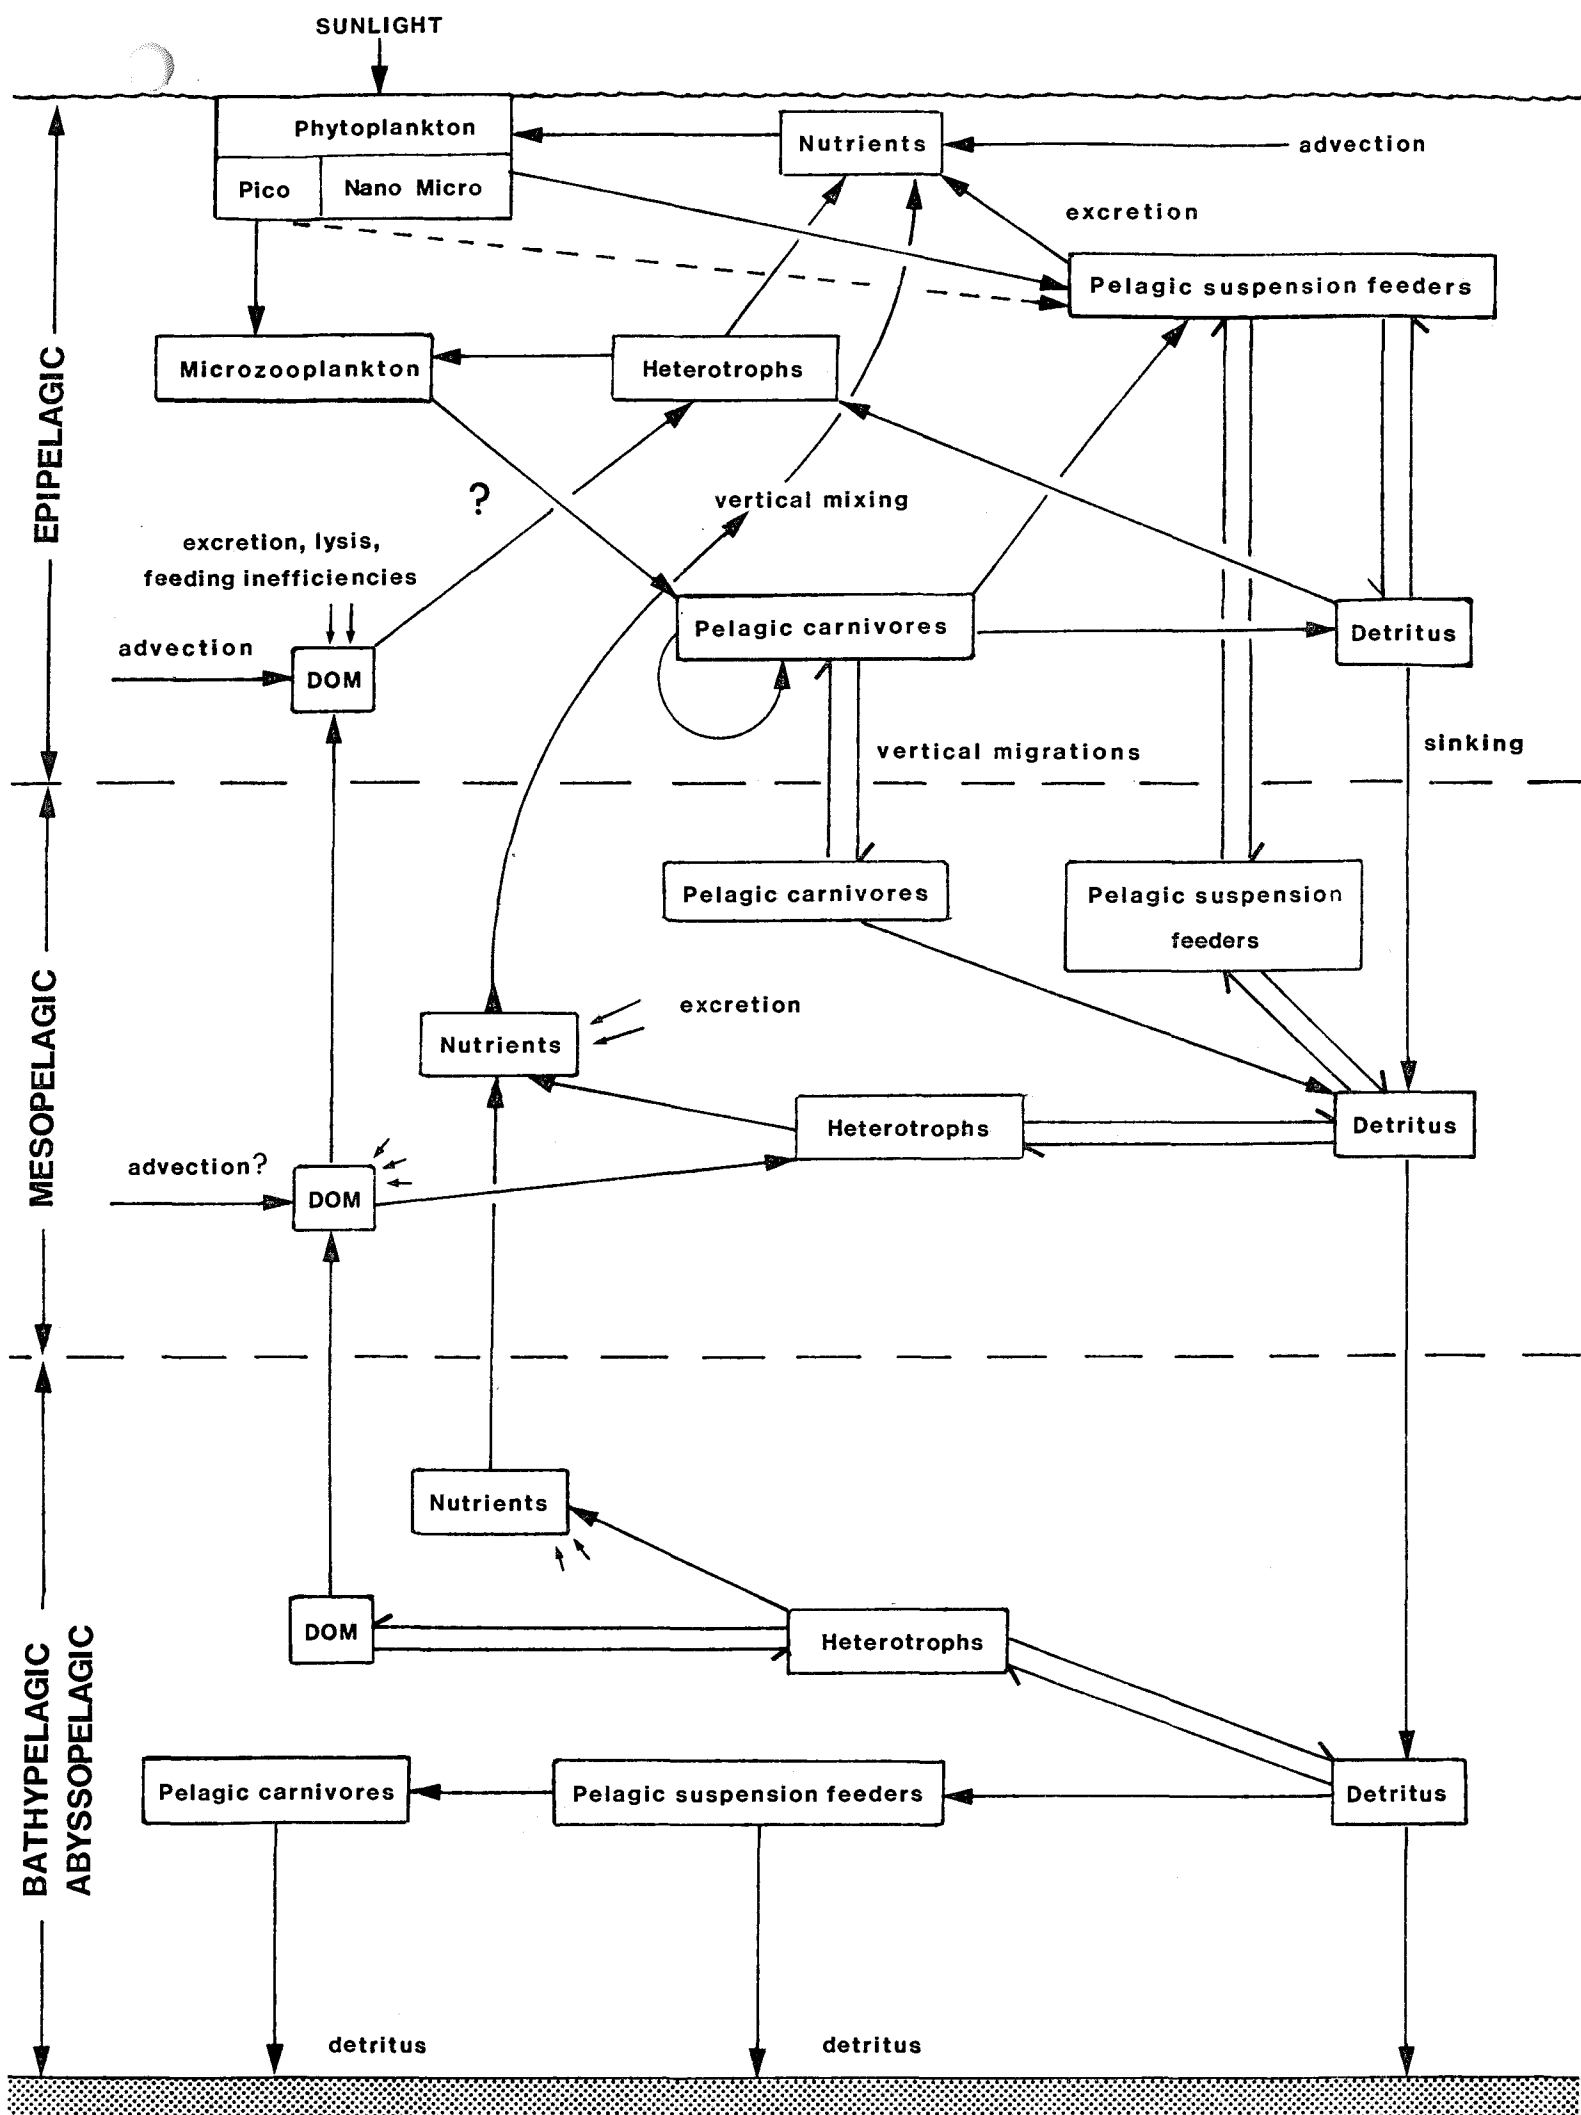 SUNLIGHT
Phytoplankton
Pico
Nano Micro
Nutrients
advection
excretion
Pelagic suspension feeders
Microzooplankton
Heterotrophs
EPIPELAGIC
?
vertical mixing
excretion, lysis,
feeding inefficiencies
advection
DOM
Pelagic carnivores
Detritus
vertical migrations
sinking
MESOPELAGIC
Pelagic carnivores
Pelagic suspension
feeders
excretion
Nutrients
Heterotrophs
Detritus
advection?
DOM
BATHYPELAGIC
ABYSSOPELAGIC
Nutrients
DOM
Heterotrophs
Pelagic carnivores
Pelagic suspension feeders
Detritus
detritus
detritus